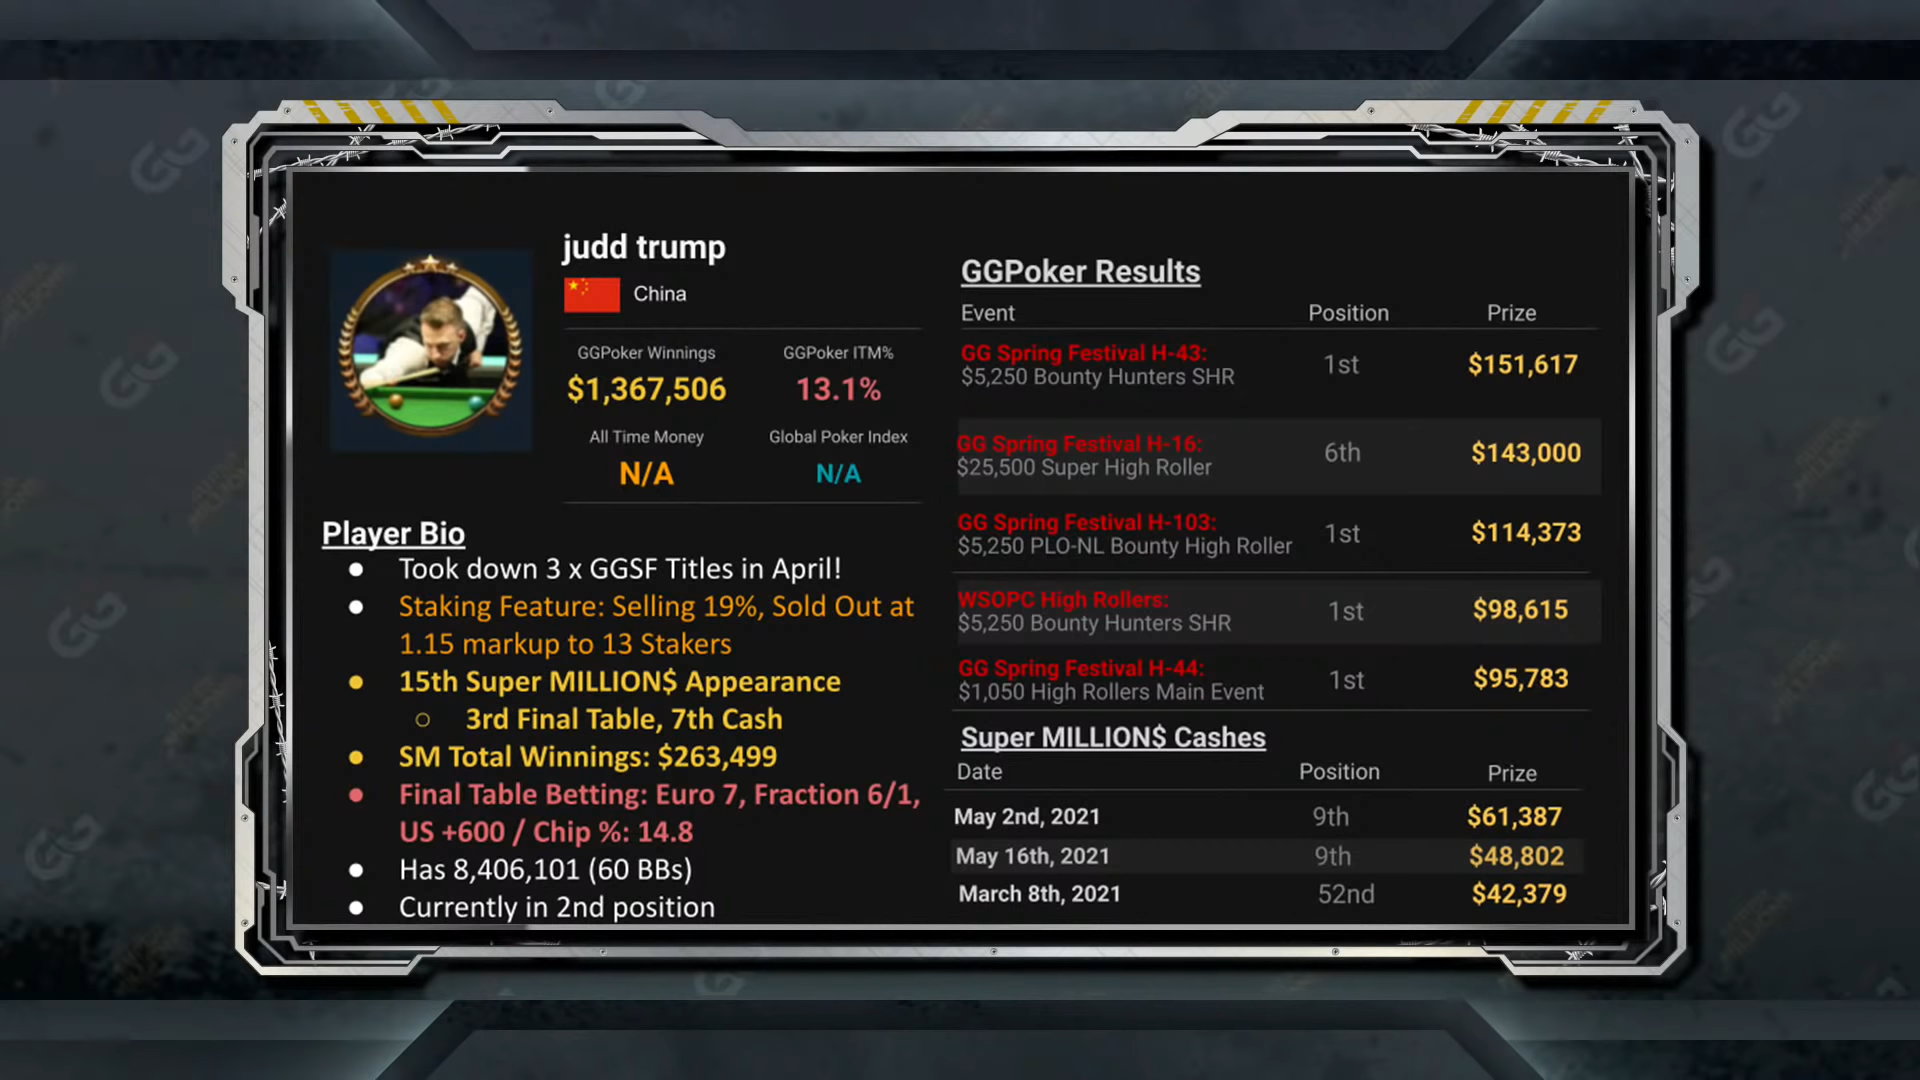 judd trump
China
GGPoker Winnings
GGPoker ITM%
$1,367,506
13.1%
All Time Money
Global Poker Index
N/A
N/A
Player Bio
Took down 3 x GGSF Titles in April!
Staking Feature: Selling 19%, Sold Out at
1.15 markup to 13 Stakers
15th Super MILLION$ Appearance
3rd Final Table, 7th Cash
SM Total Winnings: $263,499
Final Table Betting: Euro 7, Fraction 6/1,
US +600 / Chip %: 14.8
Has 8,406,101 (60 BBs)
Currently in 2nd position
GGPoker Results
Event Position Prize
GG Spring Festival H-43:
$5,250 Bounty Hunters SHR
1st $151,617
GG Spring Festival H-16:
$25,500 Super High Roller
6th $143,000
GG Spring Festival H-103:
$5,250 PLO-NL Bounty High Roller
1st $114,373
WSOPC High Rollers:
$5,250 Bounty Hunters SHR
1st $98,615
GG Spring Festival H-44:
$1,050 High Rollers Main Event
1st $95,783
Super MILLION$ Cashes
Date Position Prize
May 2nd, 2021 9th $61,387
May 16th, 2021 9th $48,802
March 8th, 2021 52nd $42,379